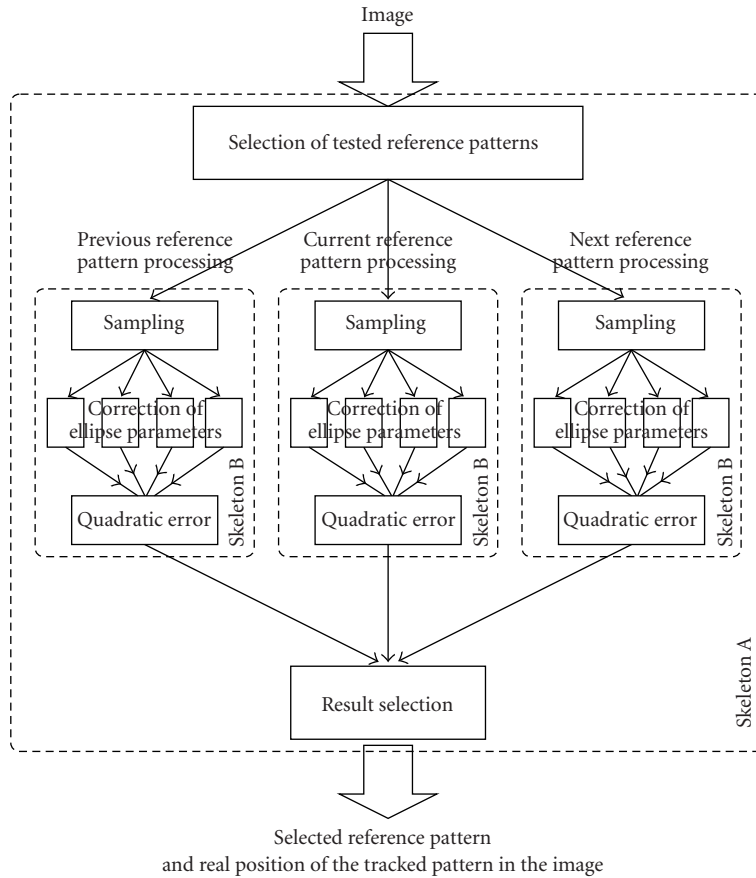 Image
Selection of tested reference patterns
Previous reference
pattern processing
Current reference
pattern processing
Next reference
pattern processing
Sampling
Sampling
Sampling
Correction of
ellipse parameters
Correction of
ellipse parameters
Correction of
ellipse parameters
Quadratic error
Quadratic error
Quadratic error
Skeleton B
Skeleton B
Skeleton B
Result selection
Skeleton A
Selected reference pattern
and real position of the tracked pattern in the image